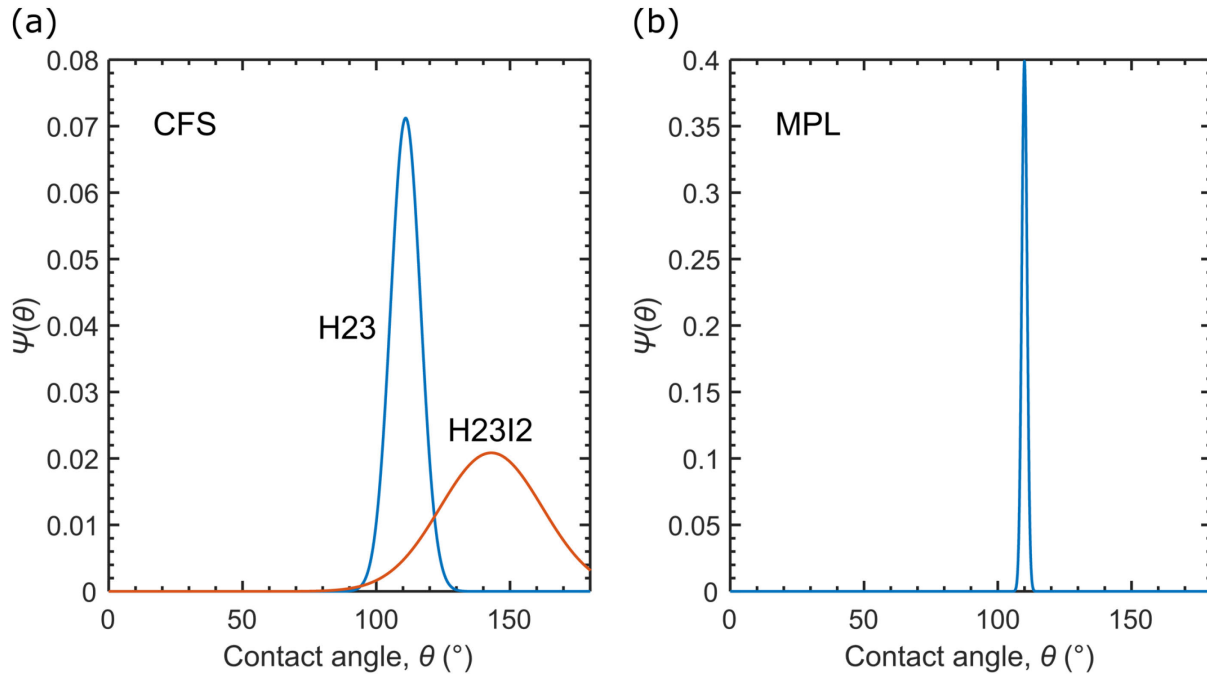 (a)
0.08
0.07
0.06
0.05
0.04
0.03
0.02
0.01
0
Ψ(θ)
CFS
H23
H23I2
0 50 100 150
Contact angle, θ (°)
(b)
0.4
0.35
0.3
0.25
0.2
0.15
0.1
0.05
0
Ψ(θ)
MPL
0 50 100 150
Contact angle, θ (°)